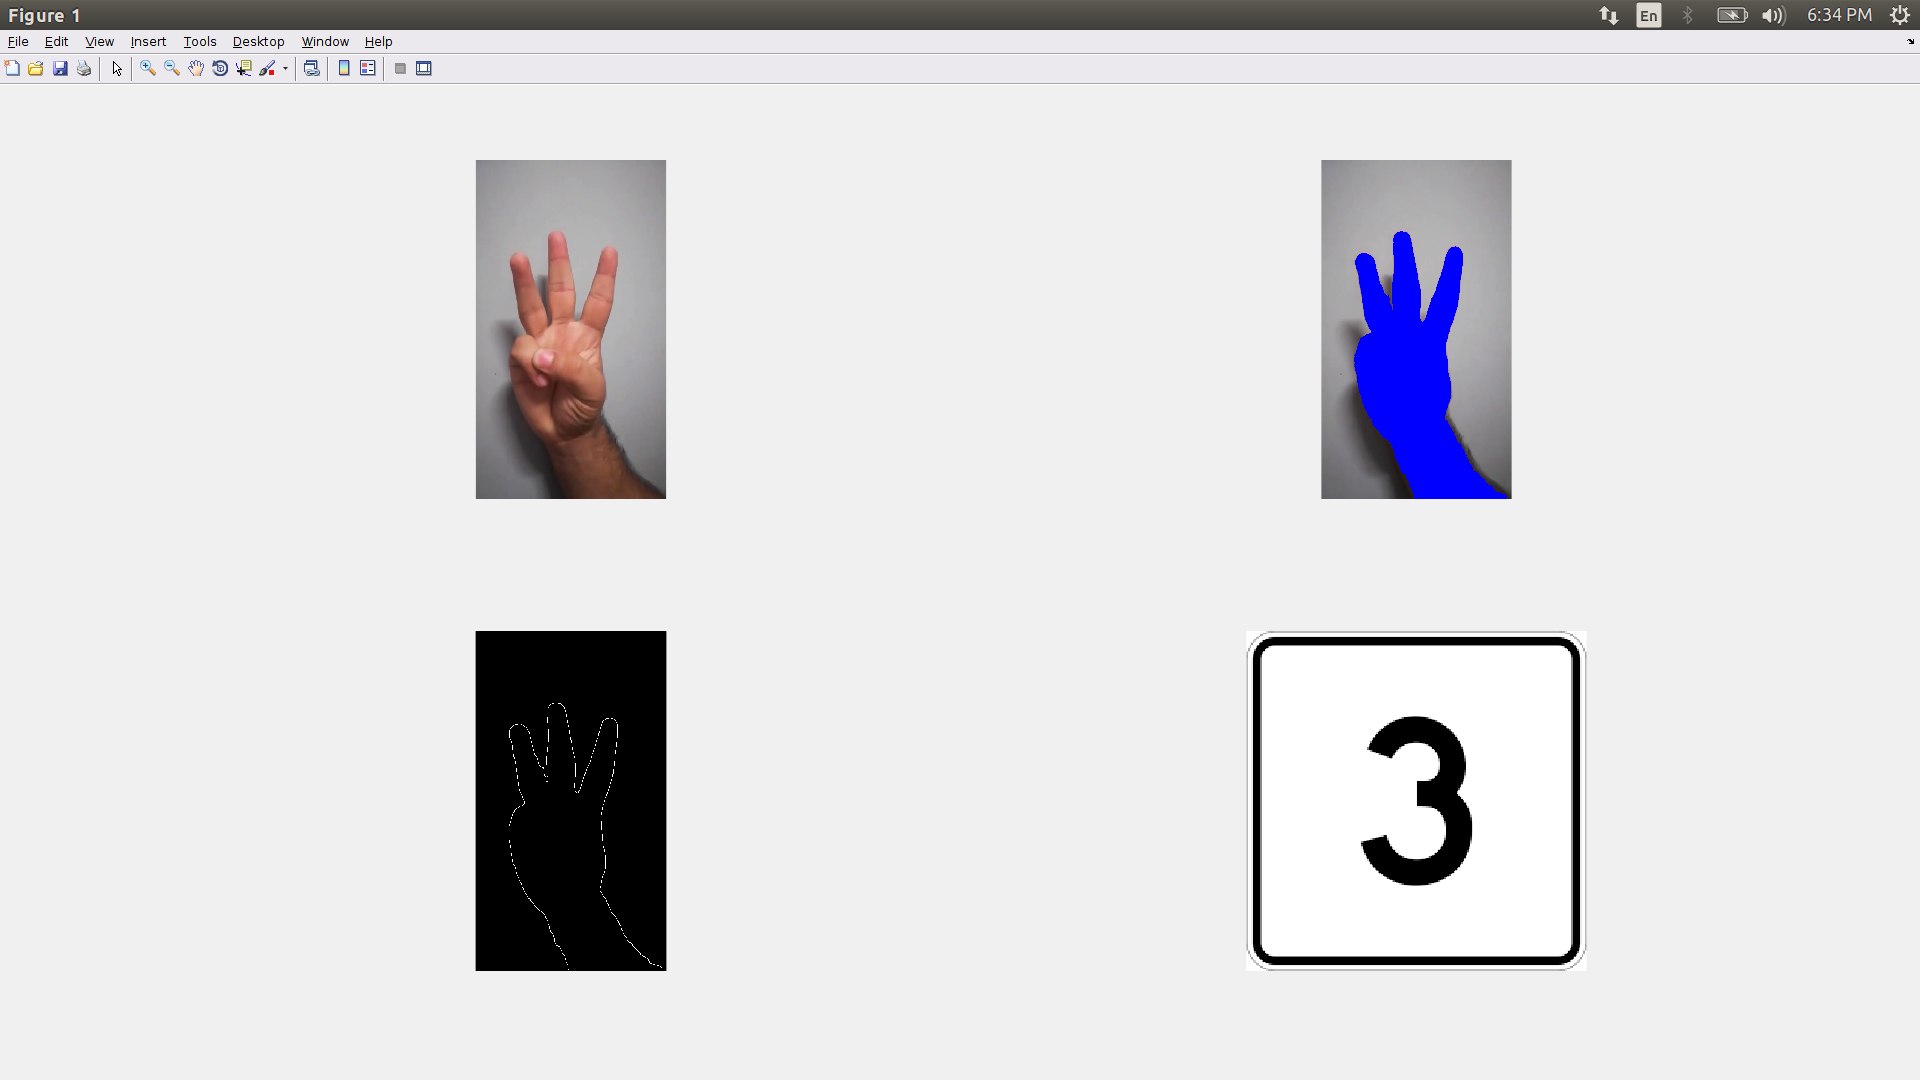 Figure 1
En
6:34 PM
File Edit View Insert Tools Desktop Window Help
3